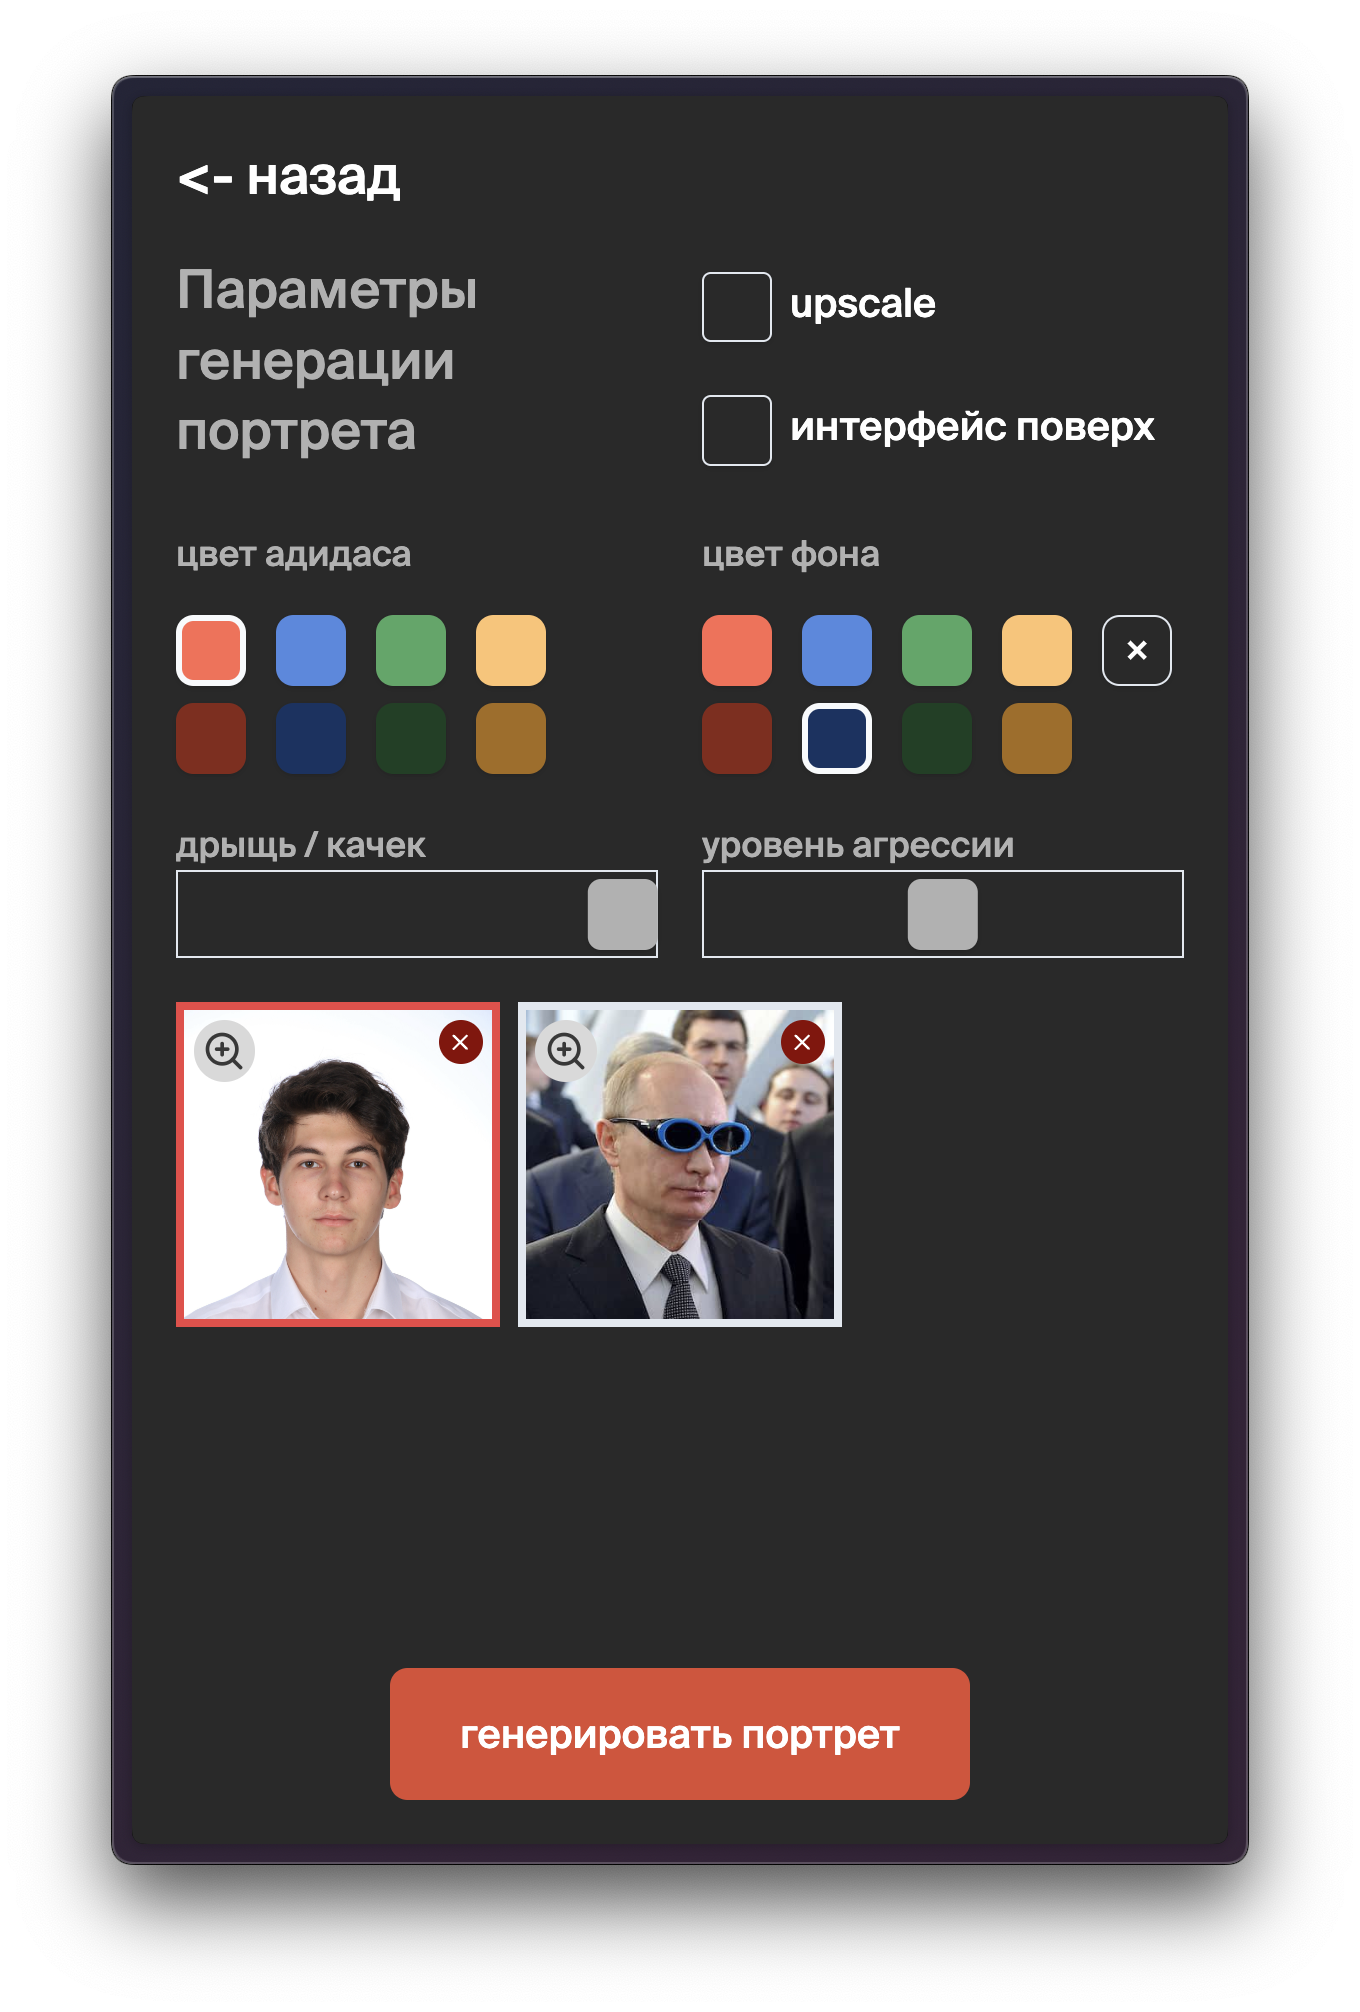 <- назад
Параметры
генерации
портрета
upscale
интерфейс поверх
цвет адидаса
цвет фона
×
дрыщь / качек
уровень агрессии
генерировать портрет